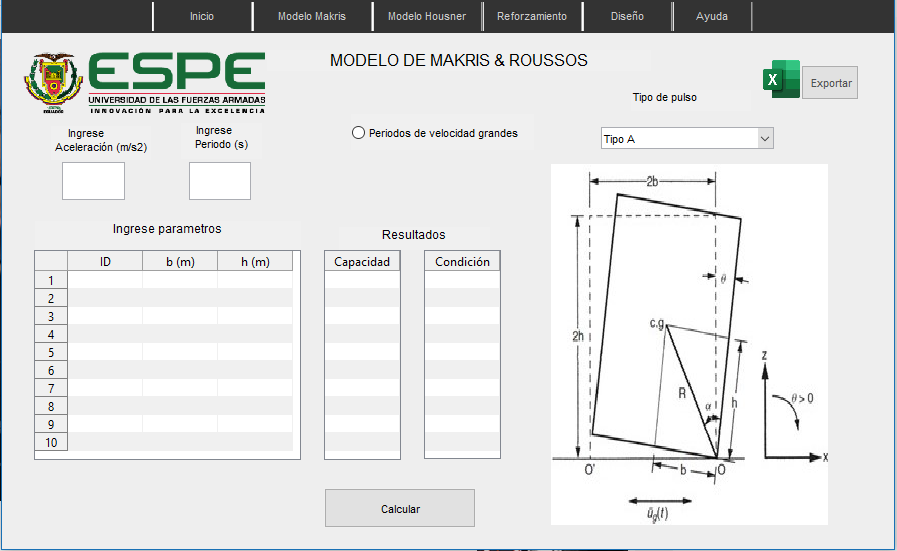 Inicio
Modelo Makris
Modelo Housner
Reforzamiento
Diseño
Ayuda
ESPE
UNIVERSIDAD DE LAS FUERZAS ARMADAS
INNOVACIÓN PARA LA EXCELENCIA
ECUADOR
MODELO DE MAKRIS & ROUSSOS
X
Exportar
Tipo de pulso
Ingrese
Aceleración (m/s2)
Ingrese
Periodo (s)
Periodos de velocidad grandes
Tipo A
Ingrese parametros
Resultados
ID b (m) h (m)
Capacidad
Condición
1
2
3
4
5
6
7
8
9
10
Calcular
2b
θ
c.g
2h
R
α
h
z
θ>0
x
O'
b
O
üg(t)